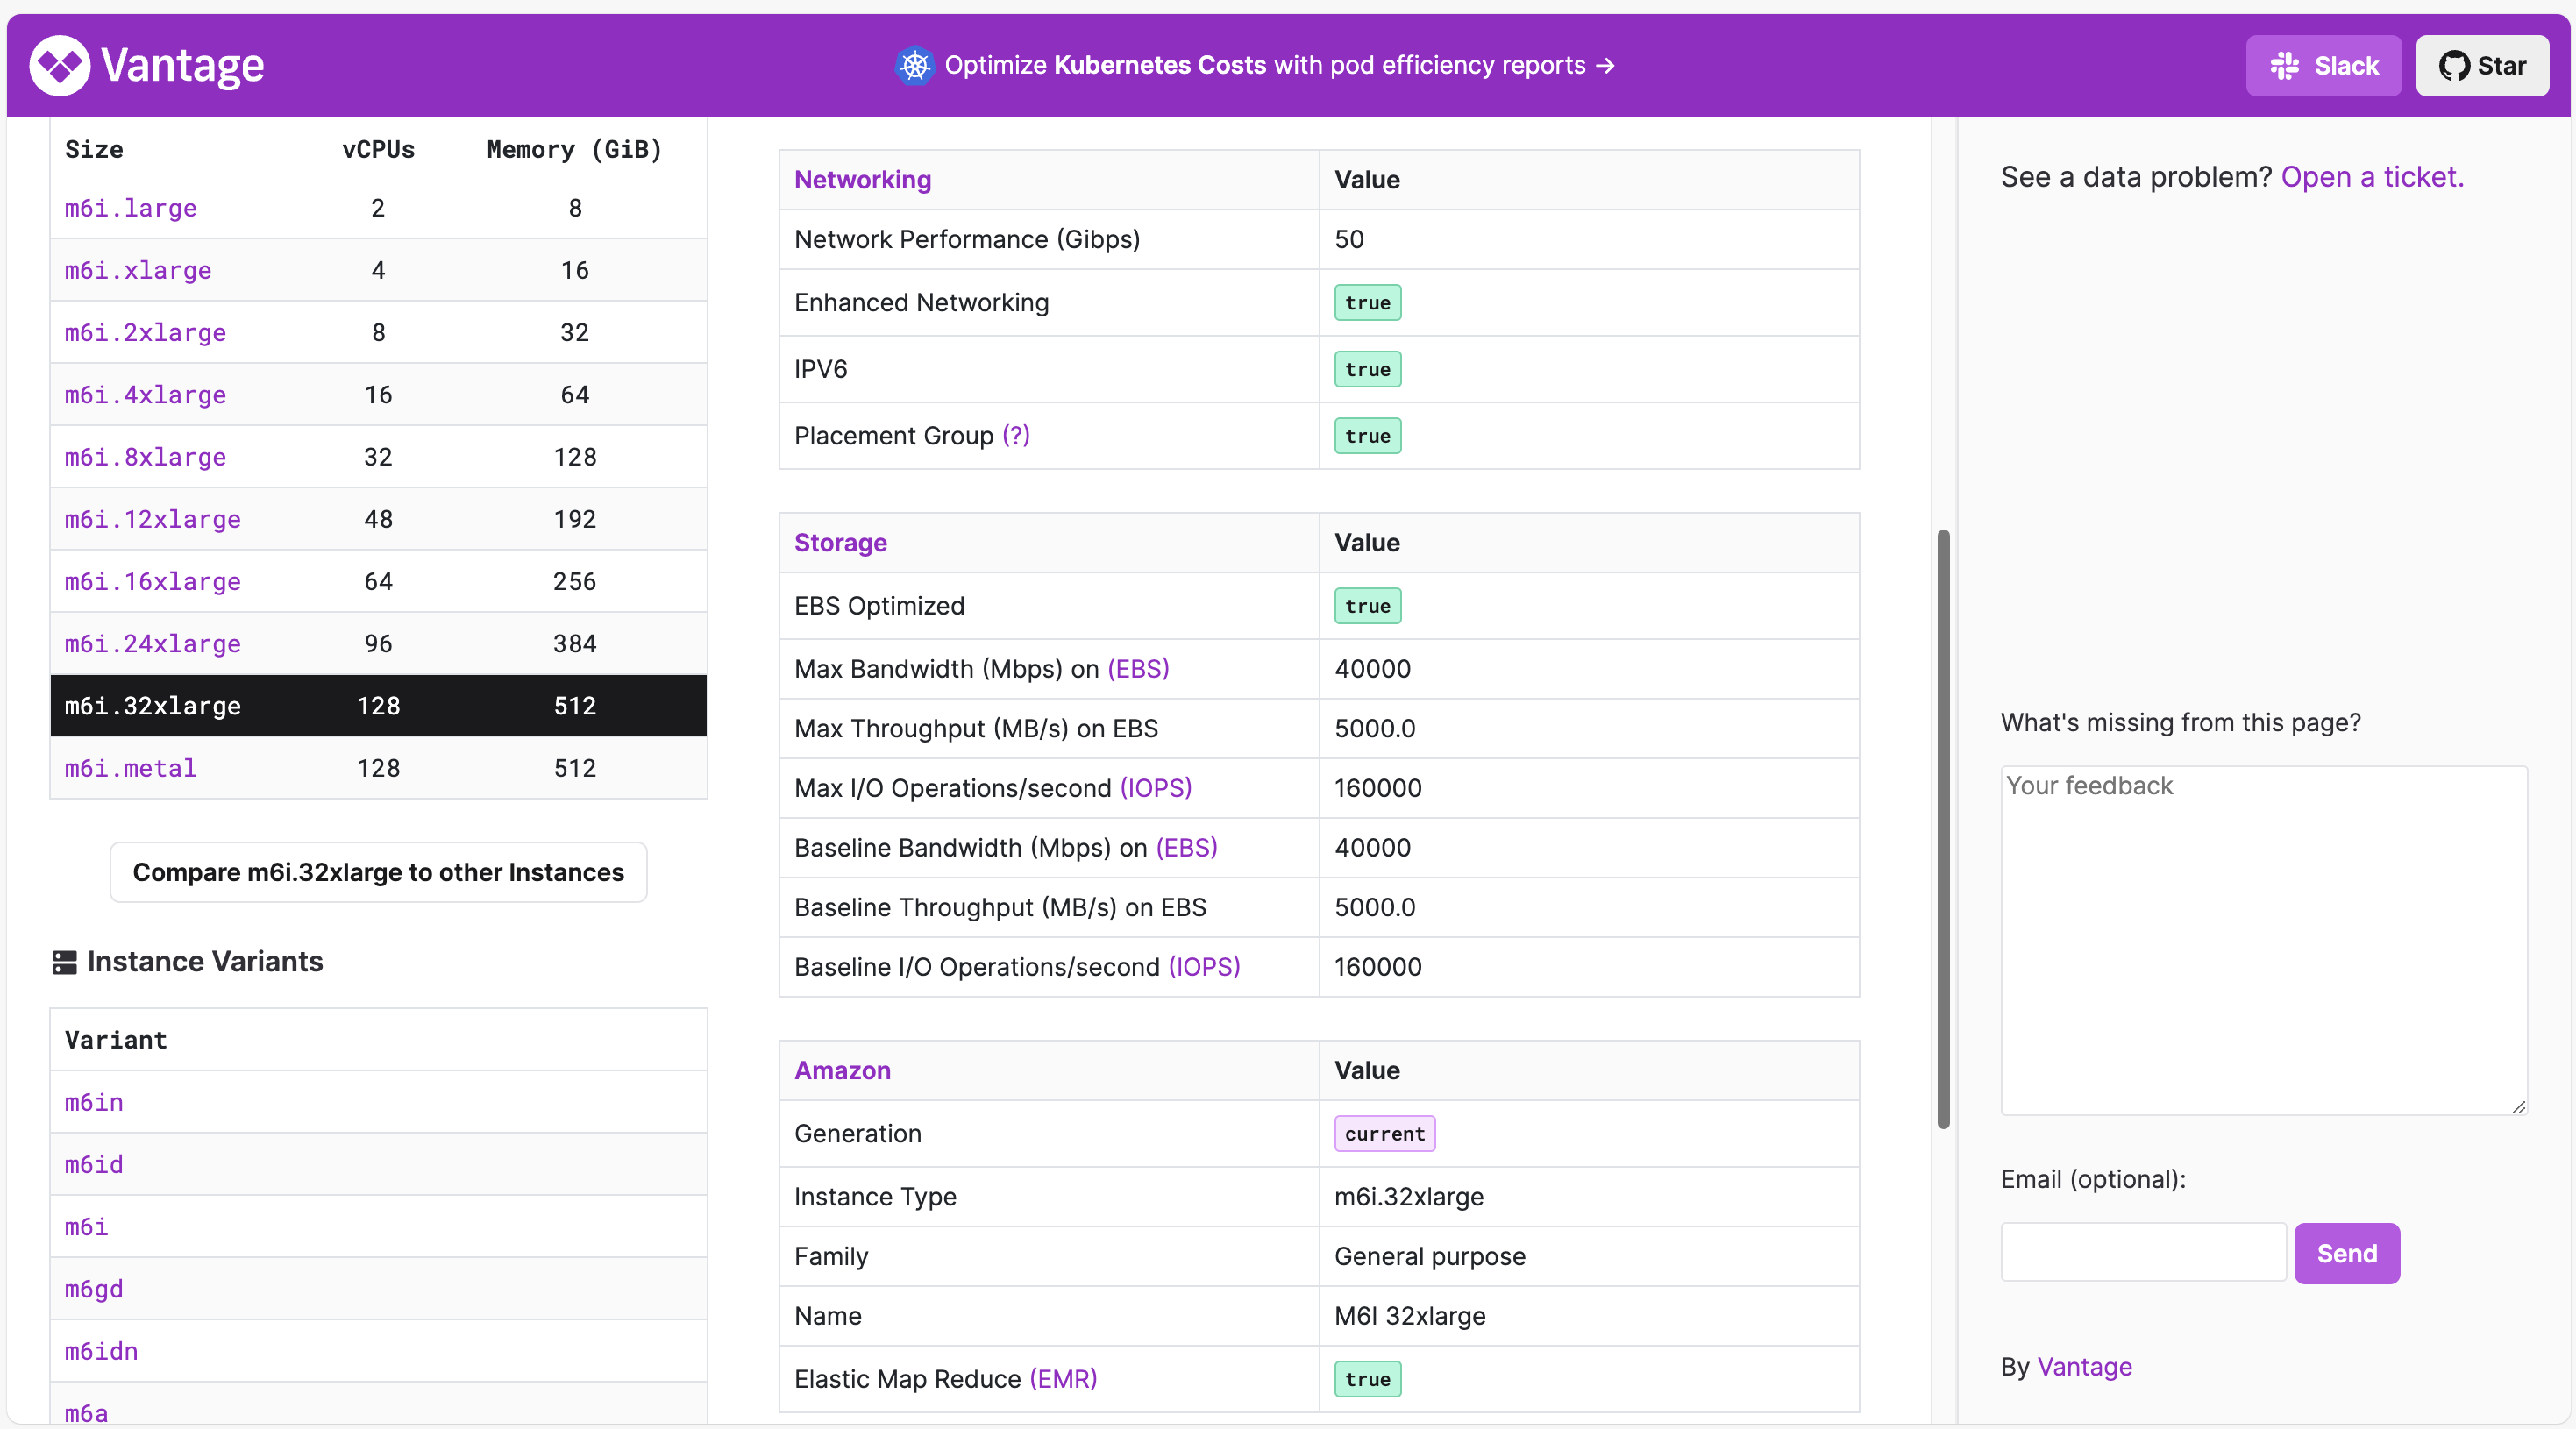 Vantage
Optimize Kubernetes Costs with pod efficiency reports →
Slack
Star
Size vCPUs Memory (GiB)
m6i.large 2 8
m6i.xlarge 4 16
m6i.2xlarge 8 32
m6i.4xlarge 16 64
m6i.8xlarge 32 128
m6i.12xlarge 48 192
m6i.16xlarge 64 256
m6i.24xlarge 96 384
m6i.32xlarge 128 512
m6i.metal 128 512
Compare m6i.32xlarge to other Instances
Instance Variants
Variant
m6in
m6id
m6i
m6gd
m6idn
m6a
Networking Value
Network Performance (Gibps) 50
Enhanced Networking true
IPV6 true
Placement Group (?) true
Storage Value
EBS Optimized true
Max Bandwidth (Mbps) on (EBS) 40000
Max Throughput (MB/s) on EBS 5000.0
Max I/O Operations/second (IOPS) 160000
Baseline Bandwidth (Mbps) on (EBS) 40000
Baseline Throughput (MB/s) on EBS 5000.0
Baseline I/O Operations/second (IOPS) 160000
Amazon Value
Generation current
Instance Type m6i.32xlarge
Family General purpose
Name M6I 32xlarge
Elastic Map Reduce (EMR) true
See a data problem? Open a ticket.
What's missing from this page?
Your feedback
Email (optional):
Send
By Vantage